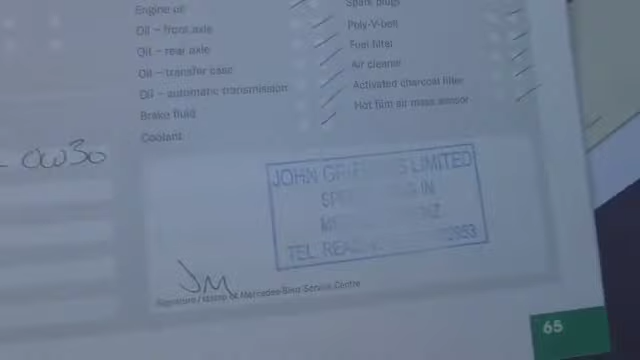 Engine oil
Spark plugs
Oil – front axle
Poly-V-belt
Oil – rear axle
Fuel filter
Oil – transfer case
Air cleaner
Oil – automatic transmission
Activated charcoal filter
Brake fluid
Hot film air mass sensor
Coolant
0W30
JOHN LIMITED
IN
TEL
JM
Signature/stamp of Mercedes-Benz Service Centre
65